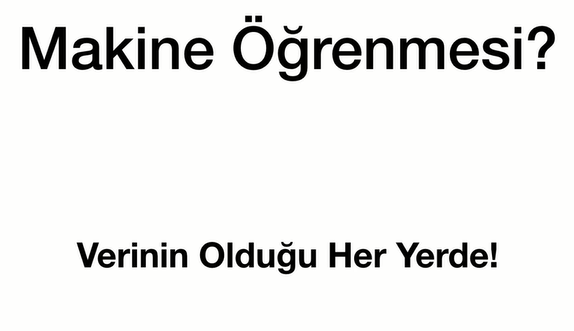 Makine Öğrenmesi?
Verinin Olduğu Her Yerde!